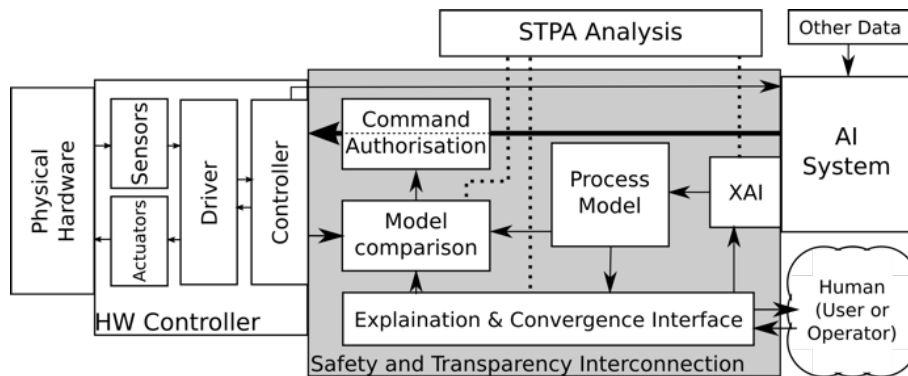 STPA Analysis
Other Data
Physical
Hardware
Sensors
Actuators
Driver
Controller
HW Controller
Command
Authorisation
Model
comparison
Process
Model
XAI
AI
System
Explaination & Convergence Interface
Human
(User or
Operator)
Safety and Transparency Interconnection